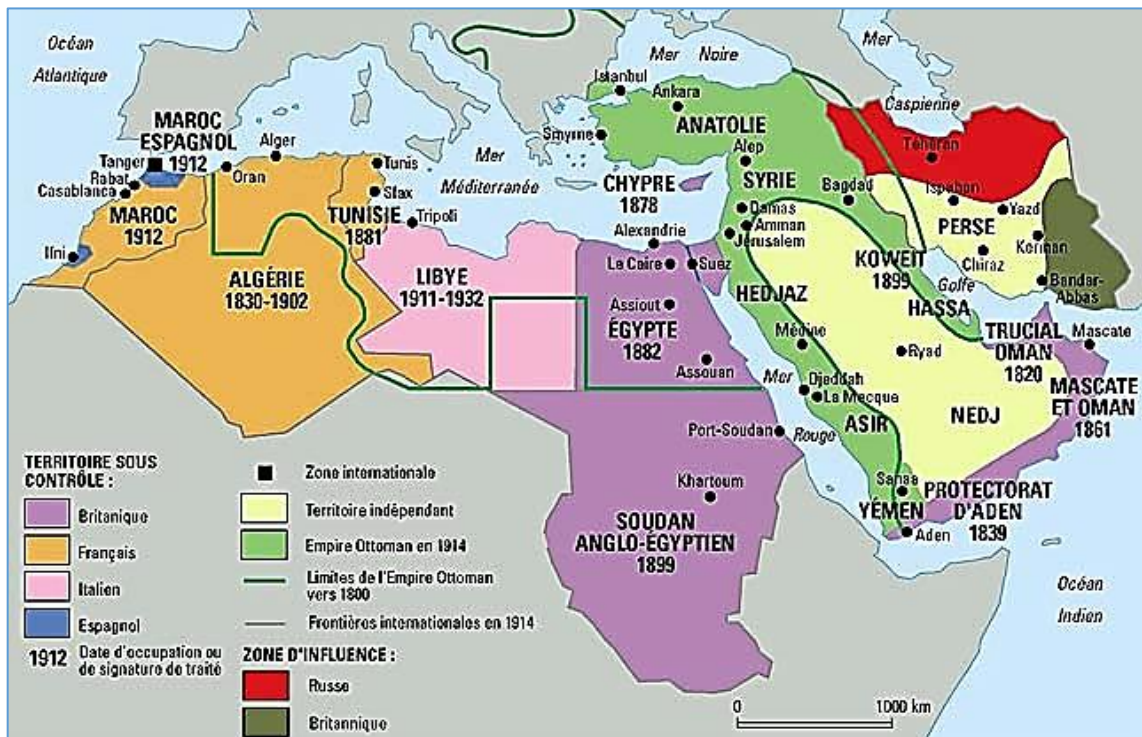 Océan
Atlantique
Mer Noire
Mer
Caspienne
Istanbul
Ankara
Smyrne
ANATOLIE
MAROC
ESPAGNOL
1912
Alger
Tanger
Rabat
Casablanca
Oran
Tunis
Sfax
Mer
Méditerranée
MAROC
1912
TUNISIE
1881
Tripoli
Ifni
ALGÉRIE
1830-1902
LIBYE
1911-1932
CHYPRE
1878
Alep
SYRIE
Bagdad
Damas
Amman
Jérusalem
Alexandrie
Le Caire
Suez
Assiout
ÉGYPTE
1882
Assouan
Téhéran
Ispahan
Yazd
PERSE
Kerman
Chiraz
Bandar-
Abbas
KOWEIT
1899
Golfe
HASSA
HEDJAZ
Médine
Ryad
TRUCIAL
OMAN
1820
Mascate
MASCATE
ET OMAN
1861
Mer
Rouge
Djeddah
La Mecque
ASIR
NEDJ
Port-Soudan
Khartoum
SOUDAN
ANGLO-ÉGYPTIEN
1899
Sanaa
YÉMEN
Aden
PROTECTORAT
D'ADEN
1839
Océan
Indien
TERRITOIRE SOUS
CONTRÔLE :
Britanique
Français
Italien
Espagnol
1912 Date d'occupation ou
de signature de traité
Zone internationale
Territoire indépendant
Empire Ottoman en 1914
Limites de l'Empire Ottoman
vers 1800
Frontières internationales en 1914
ZONE D'INFLUENCE :
Russe
Britannique
0 1000 km